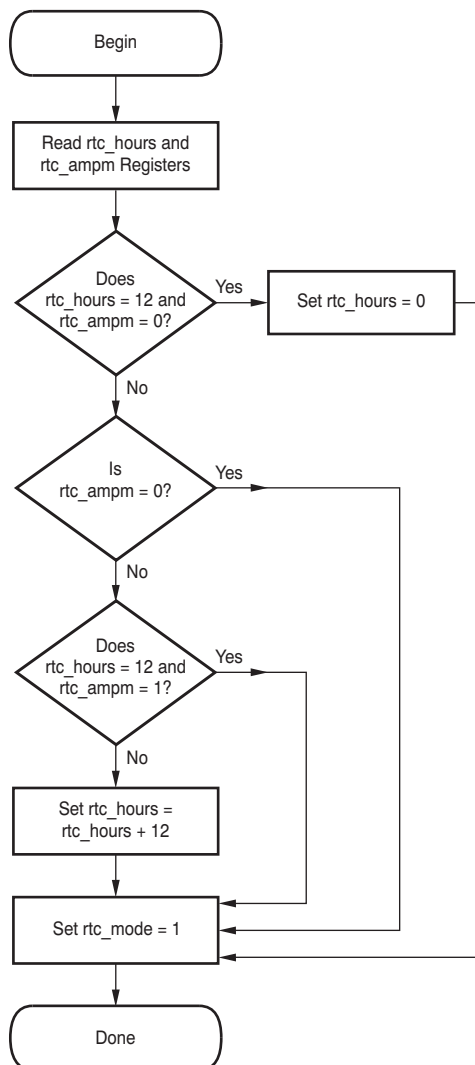 Begin
Read rtc_hours and
rtc_ampm Registers
Does
rtc_hours = 12 and
rtc_ampm = 0?
Yes
Set rtc_hours = 0
No
Is
rtc_ampm = 0?
Yes
No
Does
rtc_hours = 12 and
rtc_ampm = 1?
Yes
No
Set rtc_hours =
rtc_hours + 12
Set rtc_mode = 1
Done